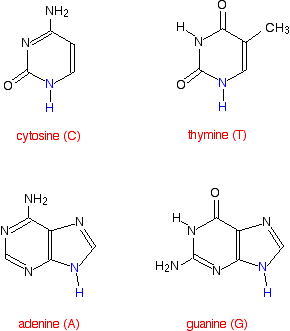 NH2
N
O
N
H
cytosine (C)
O
H
N
CH3
O
N
H
thymine (T)
NH2
N
N
N
N
H
adenine (A)
O
H
N
N
H2N
N
N
H
guanine (G)